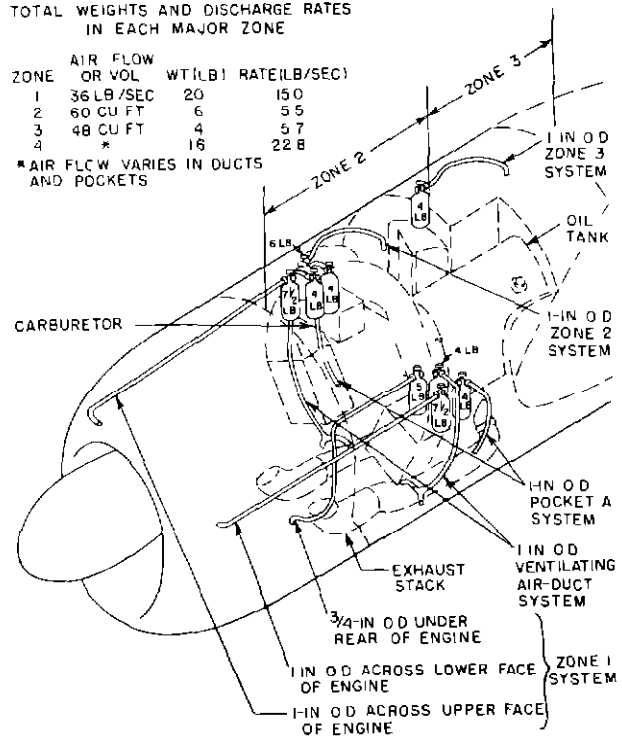 TOTAL WEIGHTS AND DISCHARGE RATES
IN EACH MAJOR ZONE
AIR FLOW
ZONE OR VOL WT(LB) RATE(LB/SEC)
1 36 LB/SEC 20 15 0
2 60 CU FT 6 5 5
3 48 CU FT 4 5 7
4 * 16 22 8
* AIR FLOW VARIES IN DUCTS
AND POCKETS
ZONE 3
ZONE 2
1 IN O D
ZONE 3
SYSTEM
4
LB
OIL
TANK
6 LB
7 1/2
LB
4
LB
4
LB
CARBURETOR
1-IN O D
ZONE 2
SYSTEM
4 LB
5
LB
7 1/2
LB
4
LB
1-IN O D
POCKET A
SYSTEM
1 IN O D
VENTILATING
AIR-DUCT
SYSTEM
EXHAUST
STACK
3/4-IN O D UNDER
REAR OF ENGINE
1 IN O D ACROSS LOWER FACE
OF ENGINE
1-IN O D ACROSS UPPER FACE
OF ENGINE
ZONE 1
SYSTEM